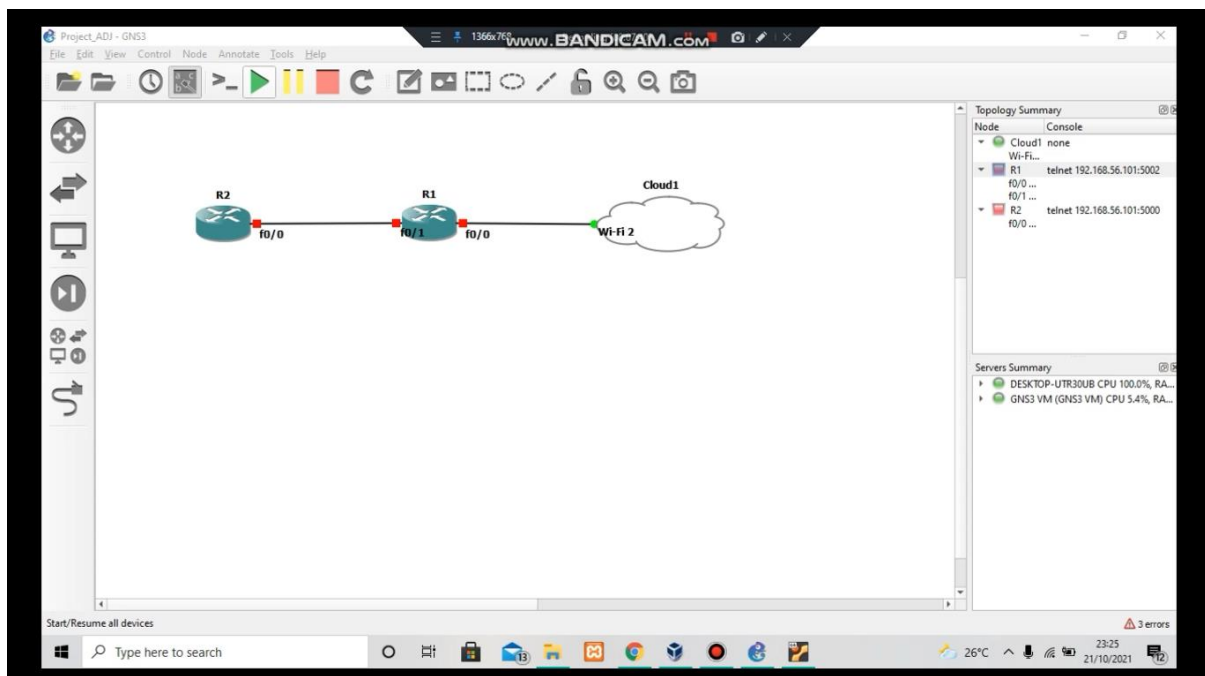 Project_ADJ - GNS3
1366x768
www.BANDICAM.com
File Edit View Control Node Annotate Tools Help
Topology Summary
Node Console
Cloud1 none
Wi-Fi...
R1 telnet 192.168.56.101:5002
f0/0 ...
f0/1 ...
R2 telnet 192.168.56.101:5000
f0/0 ...
R2
R1
Cloud1
f0/0
f0/1
f0/0
Wi-Fi 2
Servers Summary
DESKTOP-UTR30UB CPU 100.0%, RA...
GNS3 VM (GNS3 VM) CPU 5.4%, RA...
Start/Resume all devices
3 errors
Type here to search
13
26°C
23:25
21/10/2021
12